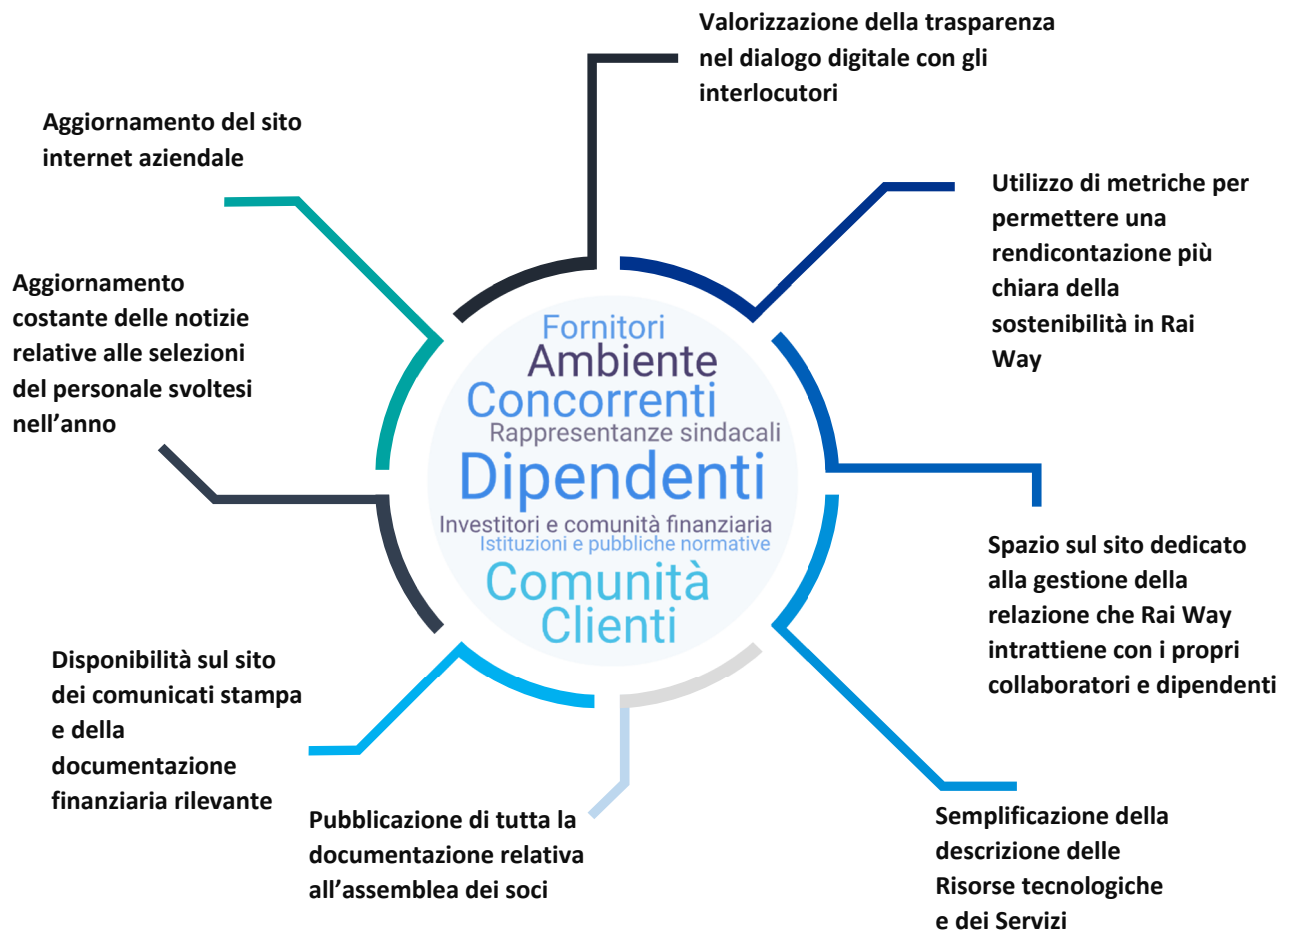 Valorizzazione della trasparenza
nel dialogo digitale con gli
interlocutori
Aggiornamento del sito
internet aziendale
Utilizzo di metriche per
permettere una
rendicontazione più
chiara della
sostenibilità in Rai
Way
Aggiornamento
costante delle notizie
relative alle selezioni
del personale svoltesi
nell’anno
Fornitori
Ambiente
Concorrenti
Rappresentanze sindacali
Dipendenti
Investitori e comunità finanziaria
Istituzioni e pubbliche normative
Comunità
Clienti
Spazio sul sito dedicato
alla gestione della
relazione che Rai Way
intrattiene con i propri
collaboratori e dipendenti
Disponibilità sul sito
dei comunicati stampa
e della
documentazione
finanziaria rilevante
Pubblicazione di tutta la
documentazione relativa
all’assemblea dei soci
Semplificazione della
descrizione delle
Risorse tecnologiche
e dei Servizi